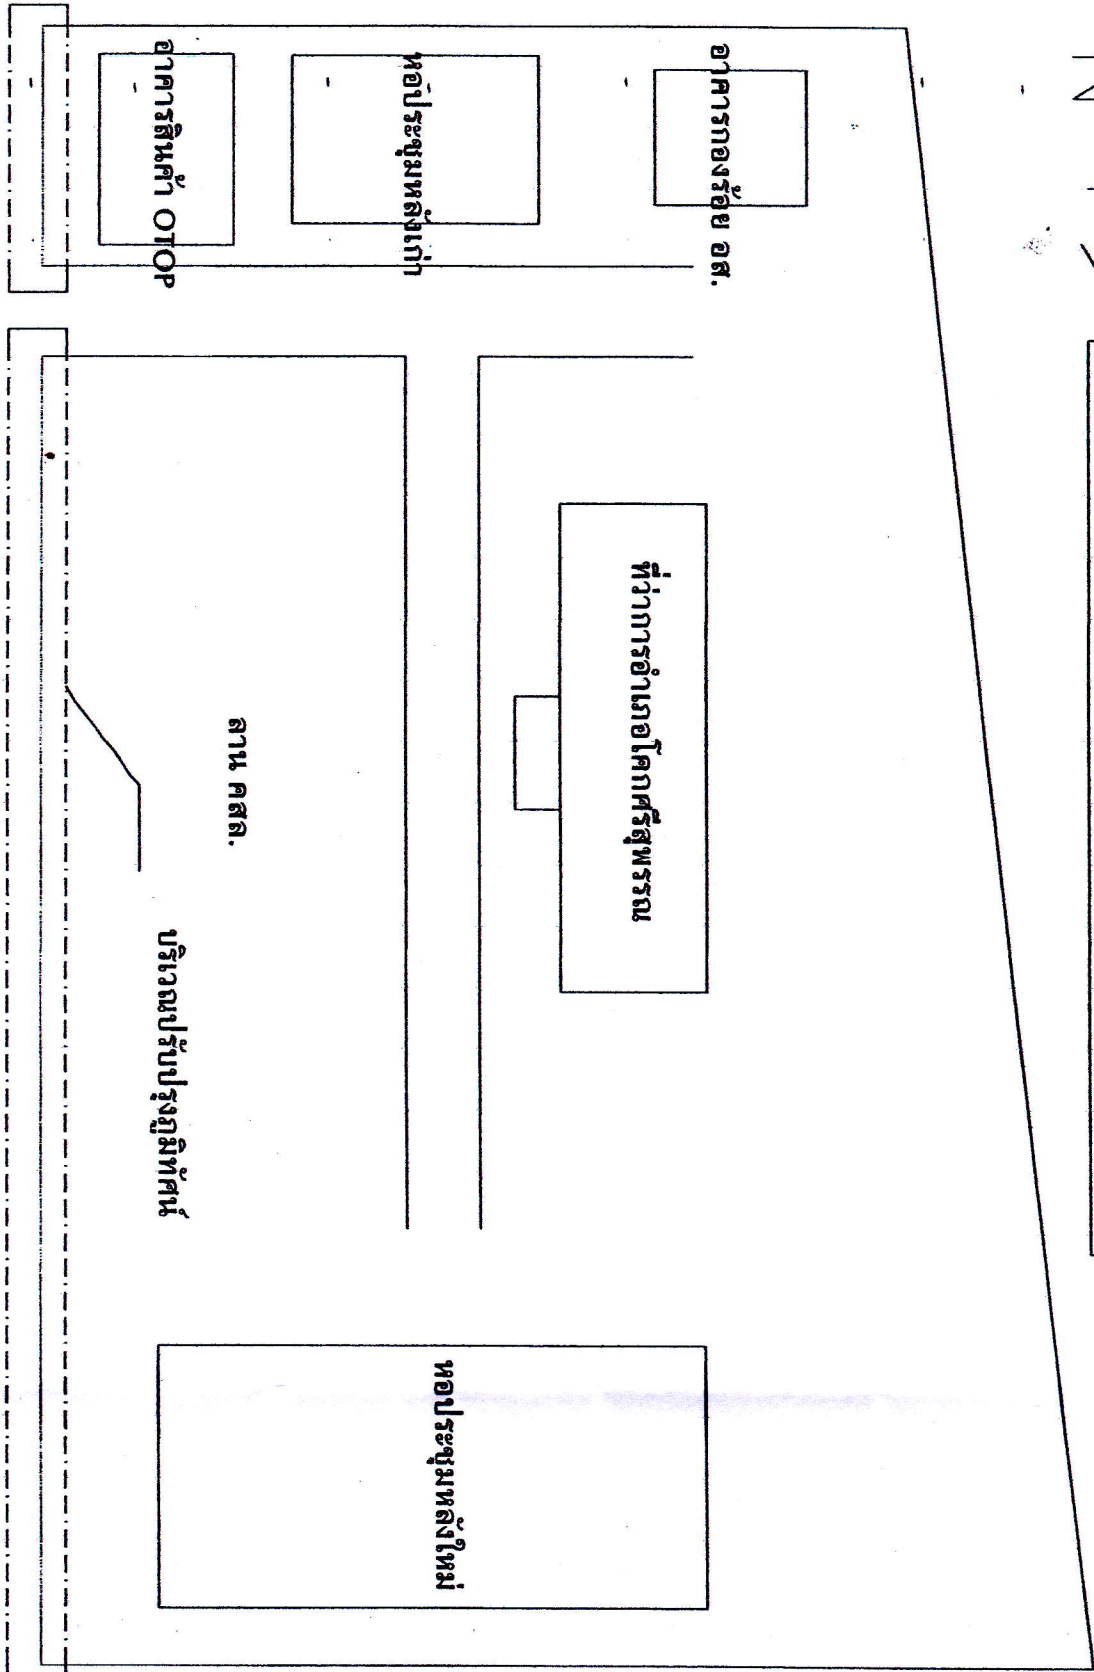 อาคารกองร้อย อส.
หอประชุมหลังเก่า
อาคารสินค้า OTOP
ที่ว่าการอำเภอโคกศรีสุพรรณ
ลาน คสล.
บริเวณปรับปรุงภูมิทัศน์
หอประชุมหลังใหม่